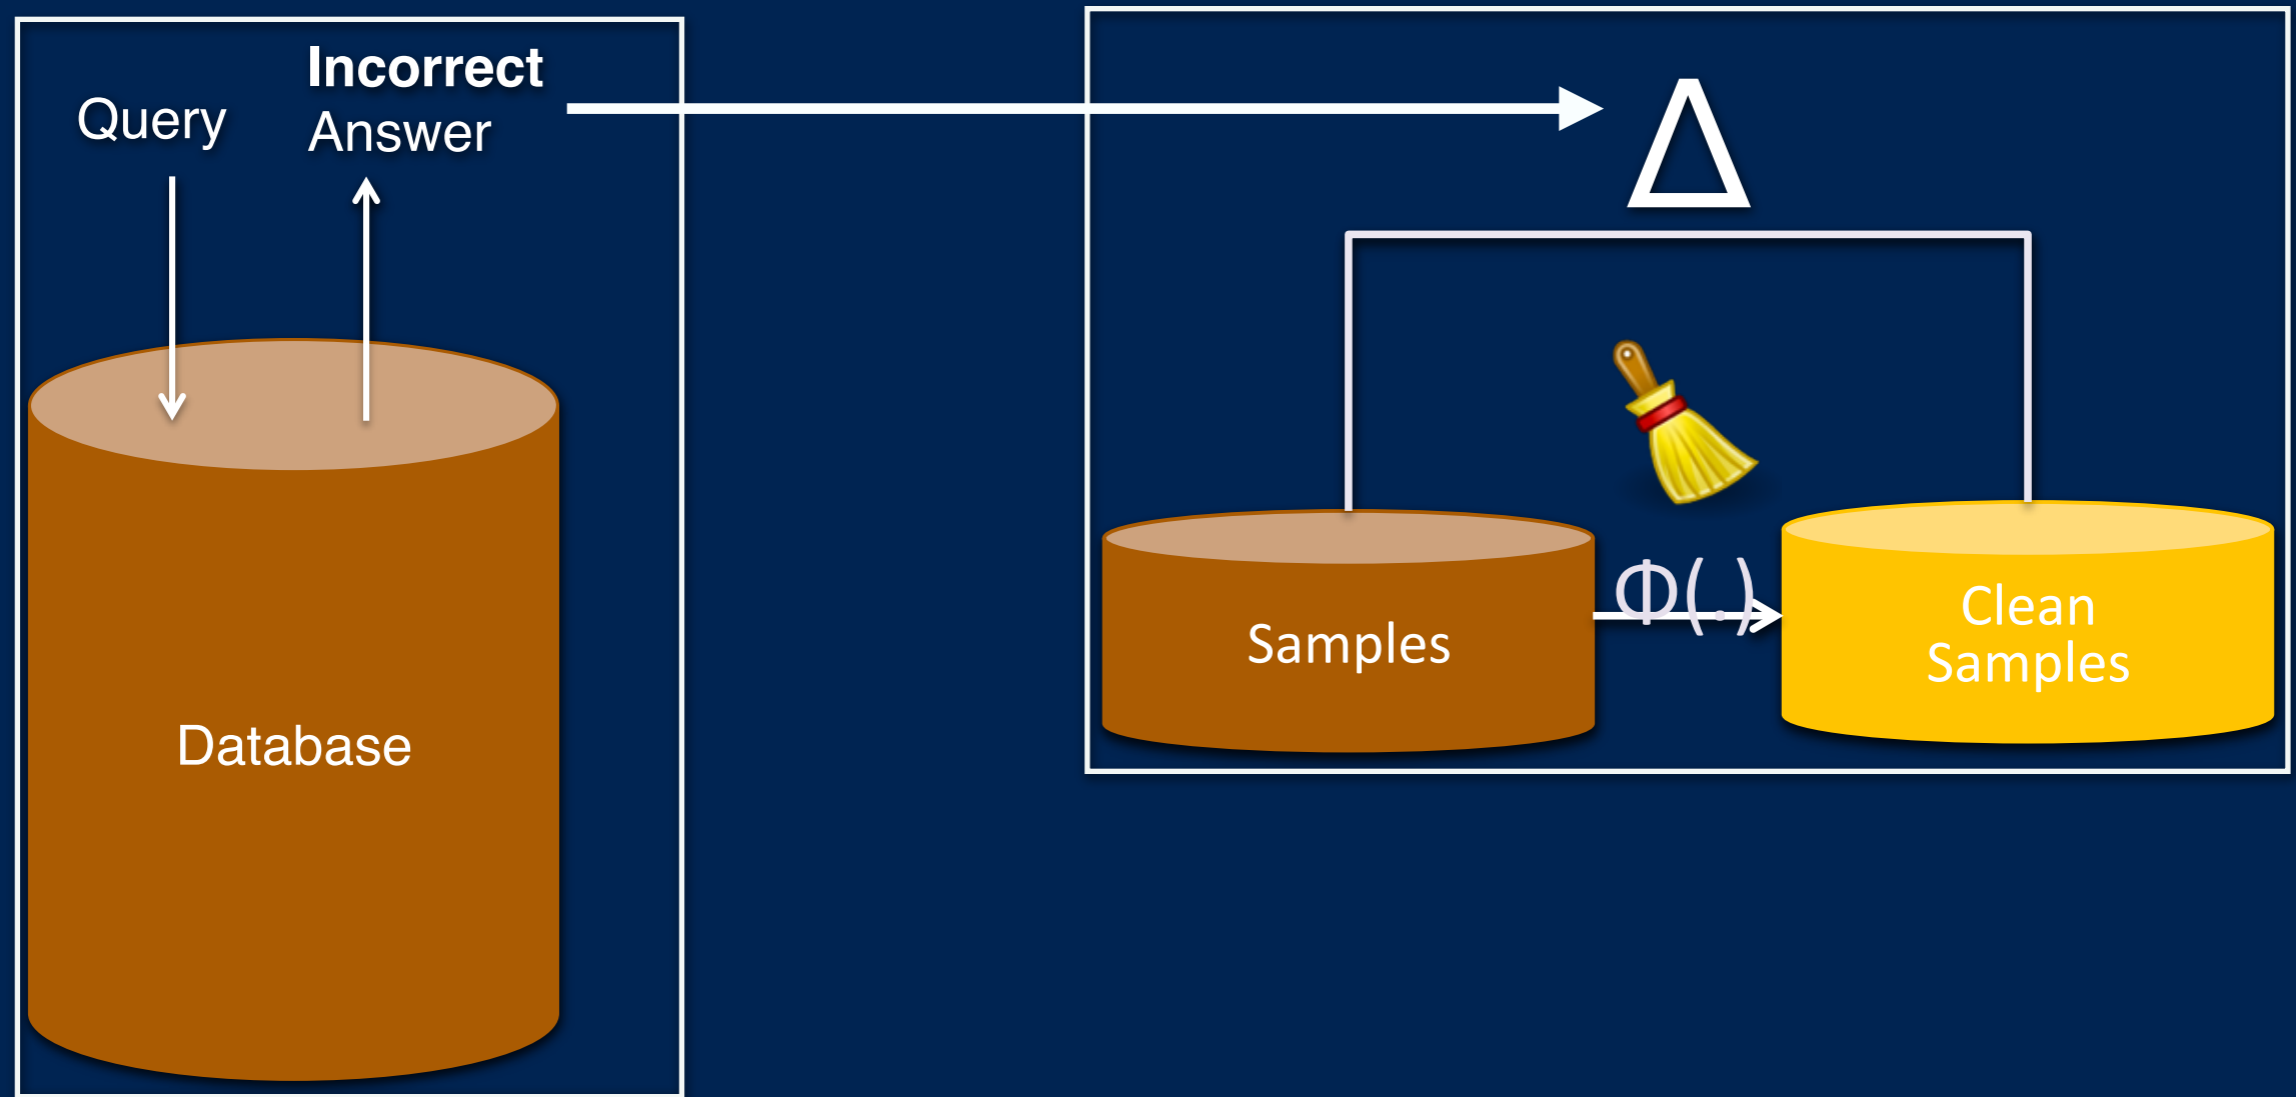 Query
Incorrect
Answer
Database
Δ
Samples
Φ(.)
Clean
Samples